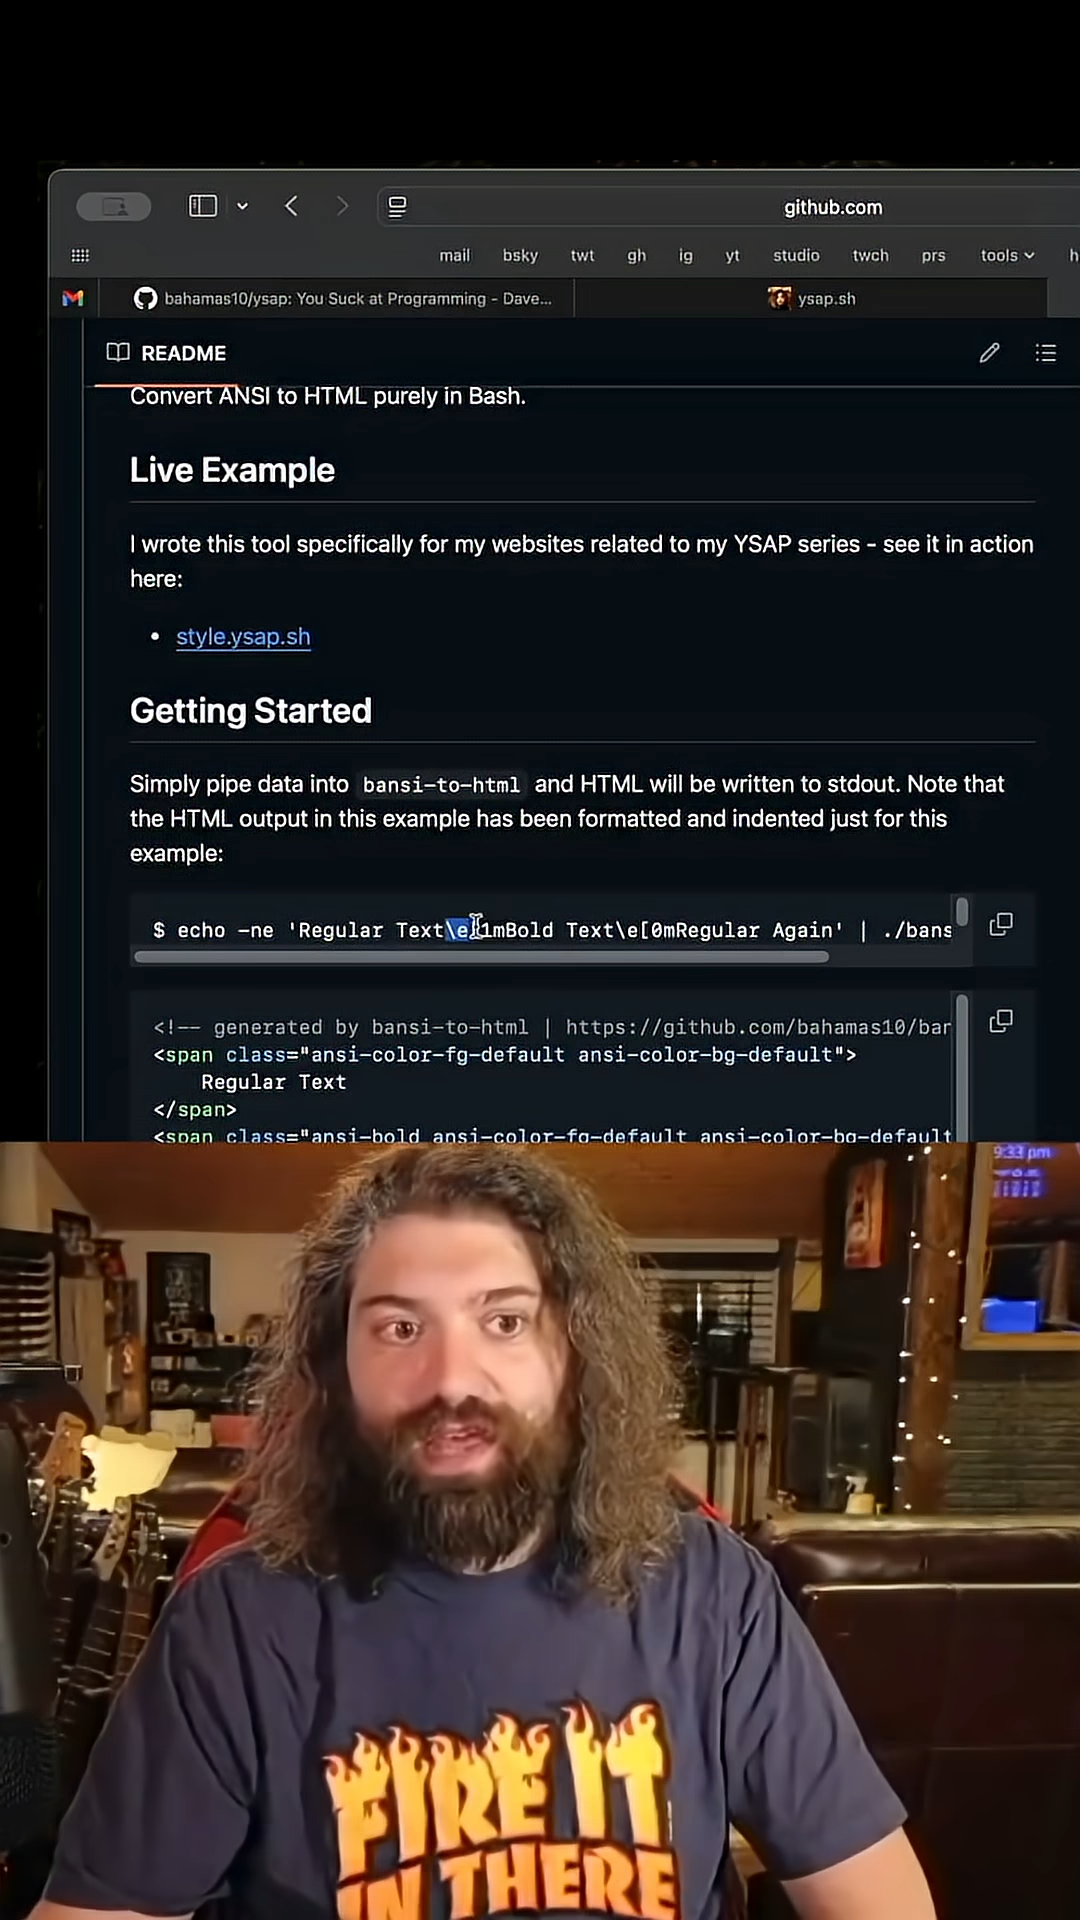 github.com
mail bsky twt gh ig yt studio twch prs tools
bahamas10/ysap: You Suck at Programming - Dave... ysap.sh
README
Convert ANSI to HTML purely in Bash.
Live Example
I wrote this tool specifically for my websites related to my YSAP series - see it in action
here:
• style.ysap.sh
Getting Started
Simply pipe data into bansi-to-html and HTML will be written to stdout. Note that
the HTML output in this example has been formatted and indented just for this
example:
$ echo -ne 'Regular Text\e[1mBold Text\e[0mRegular Again' | ./bans
<!-- generated by bansi-to-html | https://github.com/bahamas10/ban
<span class="ansi-color-fg-default ansi-color-bg-default">
Regular Text
</span>
<span class="ansi-bold ansi-color-fg-default ansi-color-bg-default
9:33 pm
FIRE IT
IN THERE